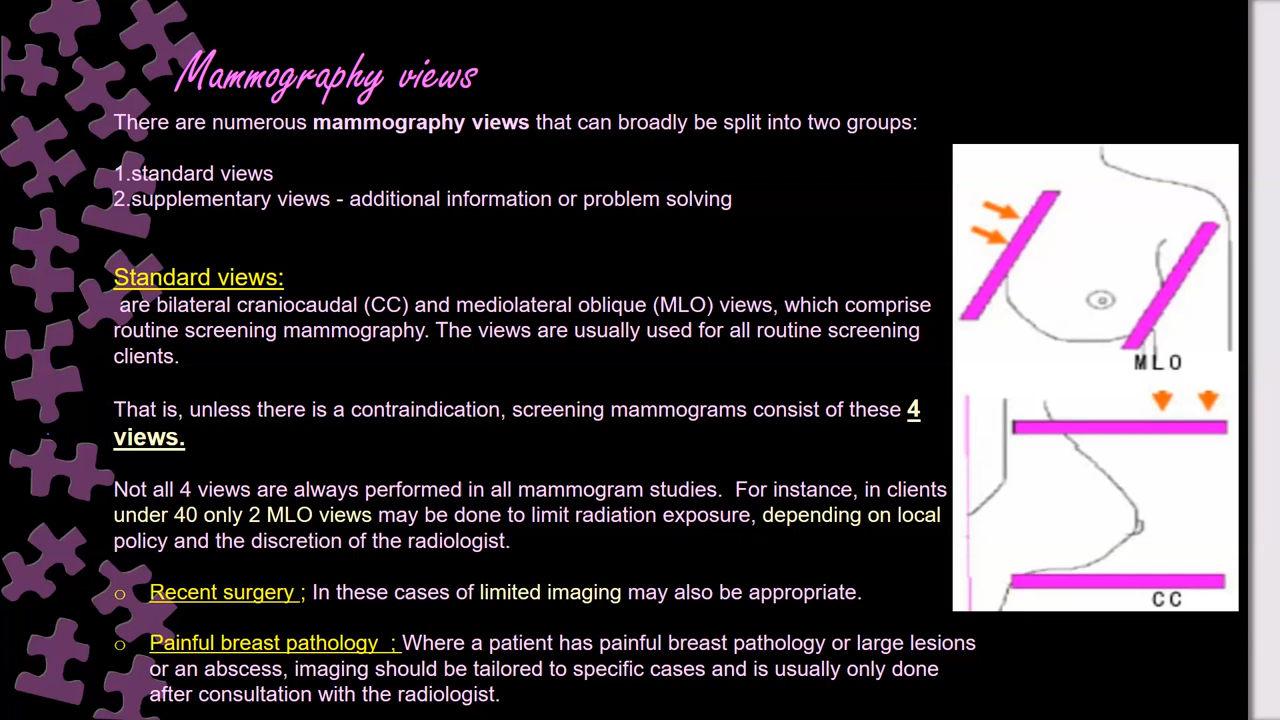 Mammography views
There are numerous mammography views that can broadly be split into two groups:
1.standard views
2.supplementary views - additional information or problem solving
Standard views:
are bilateral craniocaudal (CC) and mediolateral oblique (MLO) views, which comprise
routine screening mammography. The views are usually used for all routine screening
clients.
That is, unless there is a contraindication, screening mammograms consist of these 4
views.
Not all 4 views are always performed in all mammogram studies. For instance, in clients
under 40 only 2 MLO views may be done to limit radiation exposure, depending on local
policy and the discretion of the radiologist.
o Recent surgery ; In these cases of limited imaging may also be appropriate.
o Painful breast pathology ; Where a patient has painful breast pathology or large lesions
or an abscess, imaging should be tailored to specific cases and is usually only done
after consultation with the radiologist.
MLO
CC